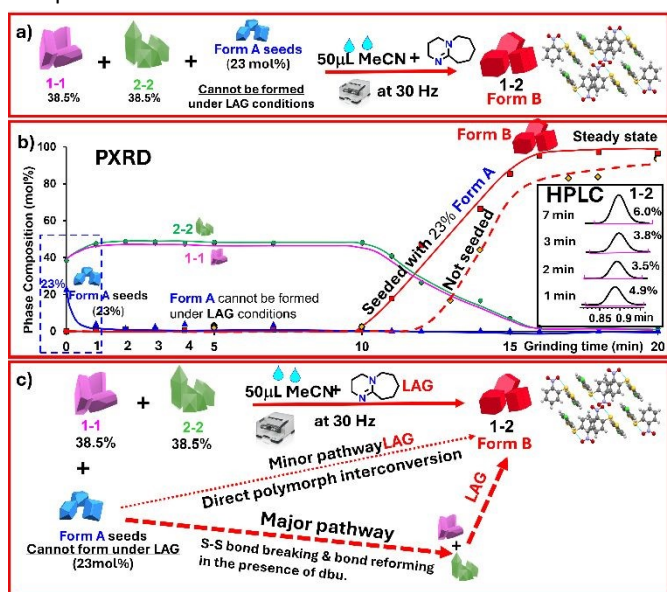 a)
Form A seeds
(23 mol%)
50µL MeCN +
N
N
1-1
38.5%
+
2-2
38.5%
+
Cannot be formed
under LAG conditions
at 30 Hz
1-2
Form B
b)
PXRD
Form B
Steady state
Phase Composition (mol%)
100
80
60
40
20
0
2-2
1-1
23%
Form A seeds
(23%)
Form A cannot be formed
under LAG conditions
Seeded with 23% Form A
Not seeded
HPLC 1-2
7 min 6.0%
3 min 3.8%
2 min 3.5%
1 min 4.9%
0.85 0.9 min
0 1 2 3 4 5 10 15 20
Grinding time (min)
c)
50µL MeCN+
N
N
LAG
1-1
38.5%
+
2-2
38.5%
at 30 Hz
1-2
Form B
+
Minor pathway LAG
Direct polymorph interconversion
LAG
Form A seeds
Cannot form under LAG
(23mol%)
Major pathway
S-S bond breaking & bond reforming
in the presence of dbu.
+